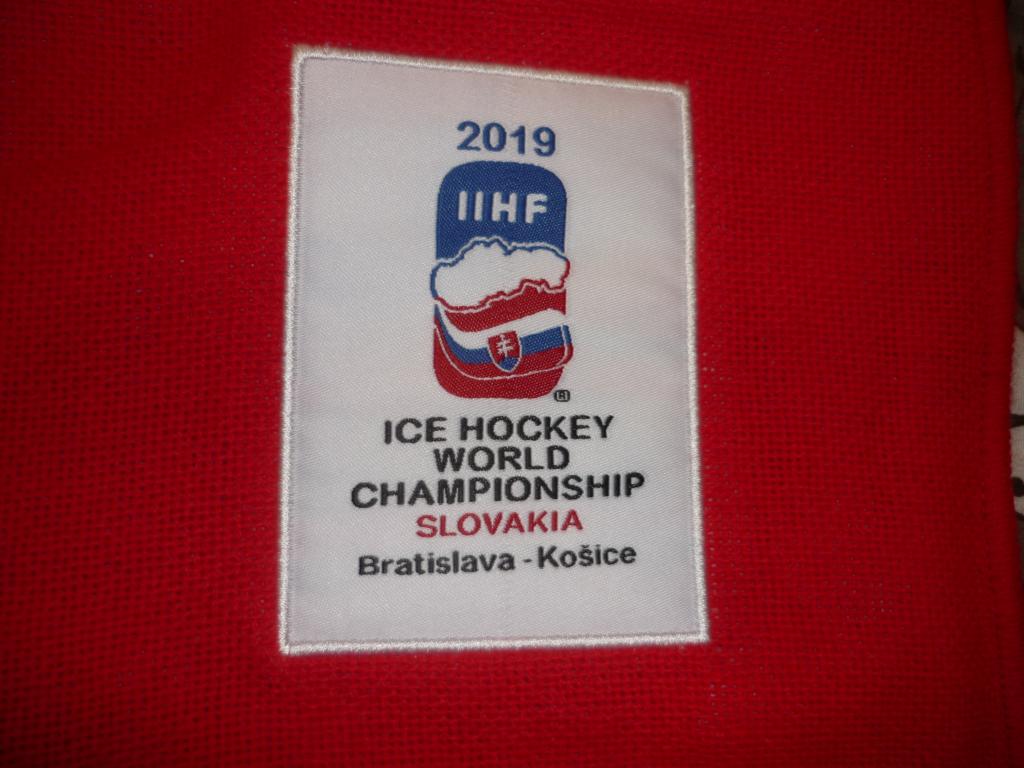 2019
IIHF
®
ICE HOCKEY
WORLD
CHAMPIONSHIP
SLOVAKIA
Bratislava - Košice